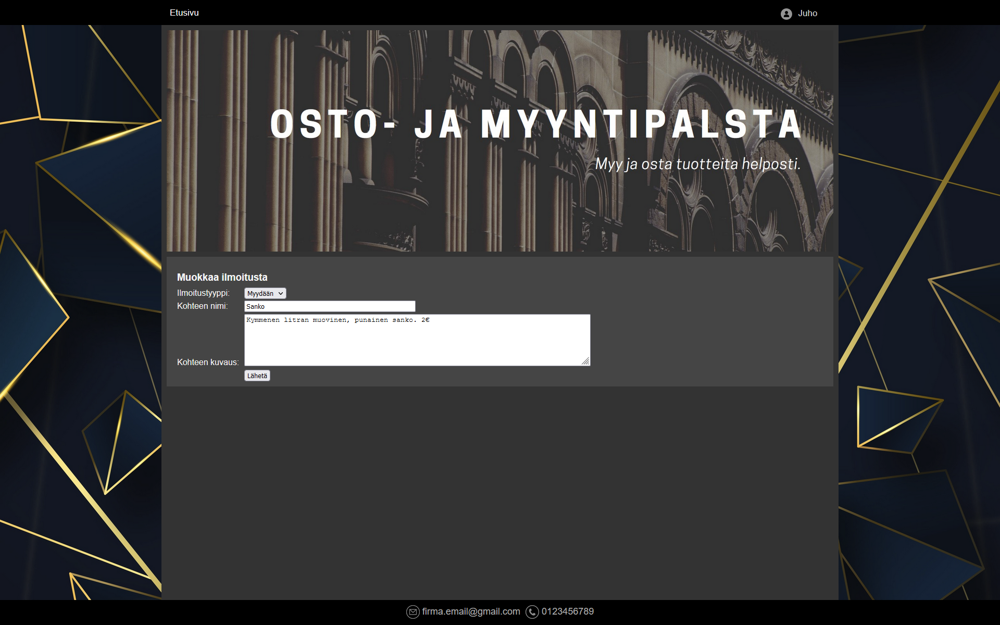 Etusivu
Juho
OSTO- JA MYYNTIPALSTA
Myy ja osta tuotteita helposti.
Muokkaa ilmoitusta
Ilmoitustyyppi: Myydään
Kohteen nimi: Sanko
Kymmenen litran muovinen, punainen sanko. 2€
Kohteen kuvaus:
Lähetä
firma.email@gmail.com 0123456789